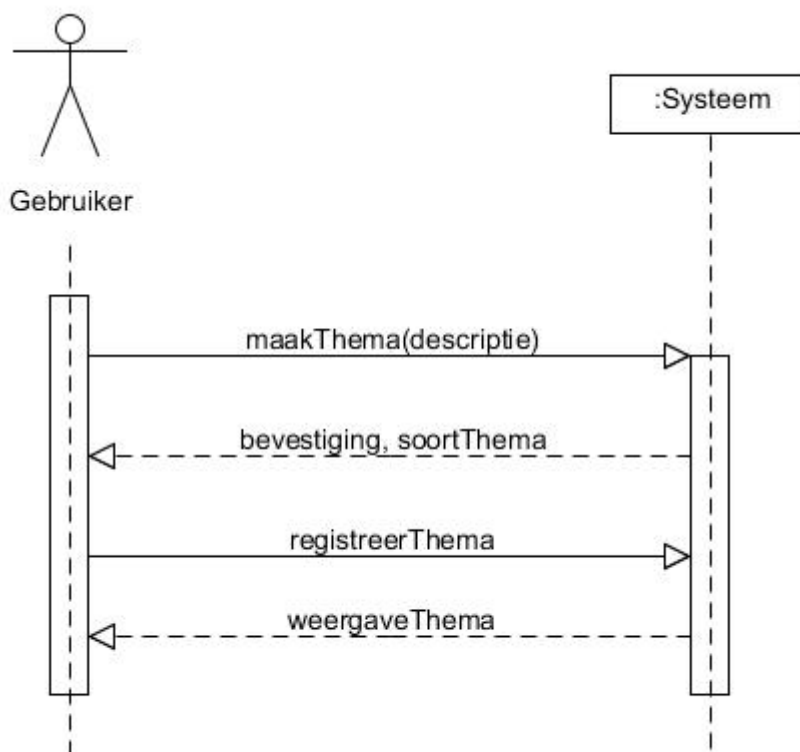 :Systeem
Gebruiker
maakThema(descriptie)
bevestiging, soortThema
registreerThema
weergaveThema